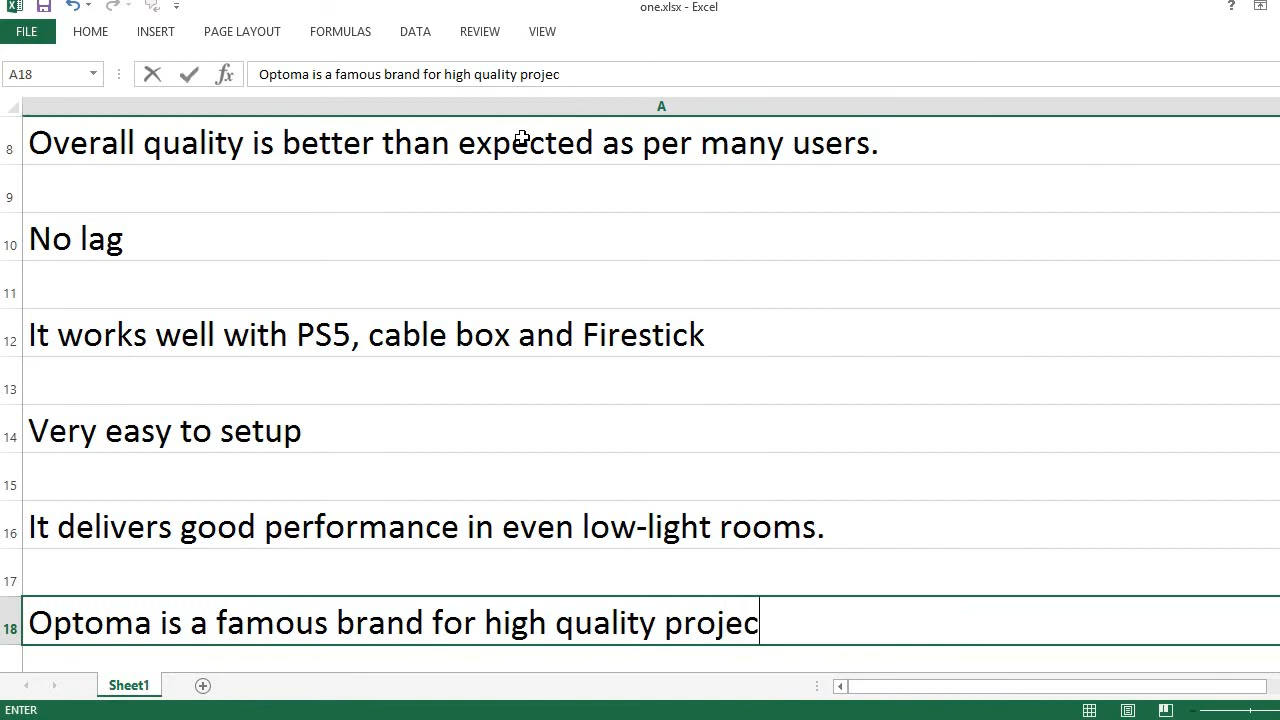 one.xlsx - Excel
?
FILE HOME INSERT PAGE LAYOUT FORMULAS DATA REVIEW VIEW
A18 fx Optoma is a famous brand for high quality projec
A
8 Overall quality is better than expected as per many users.
9
10 No lag
11
12 It works well with PS5, cable box and Firestick
13
14 Very easy to setup
15
16 It delivers good performance in even low-light rooms.
17
18 Optoma is a famous brand for high quality projec
Sheet1
ENTER